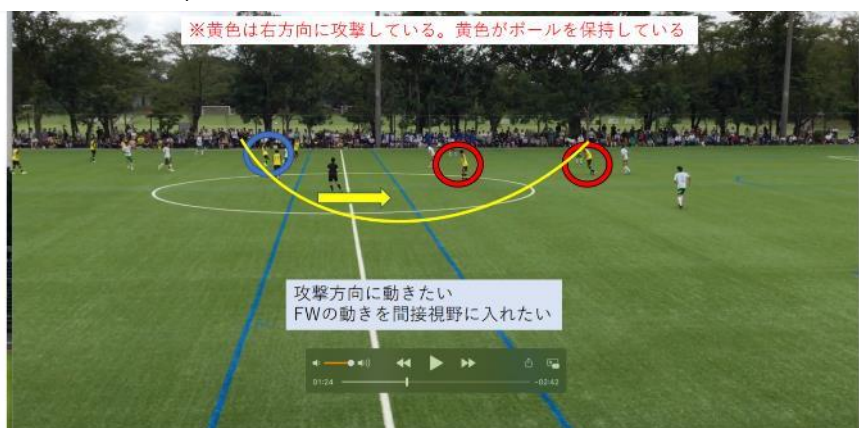 ※黄色は右方向に攻撃している。黄色がボールを保持している
攻撃方向に動きたい
FWの動きを間接視野に入れたい
01:24
-02:42